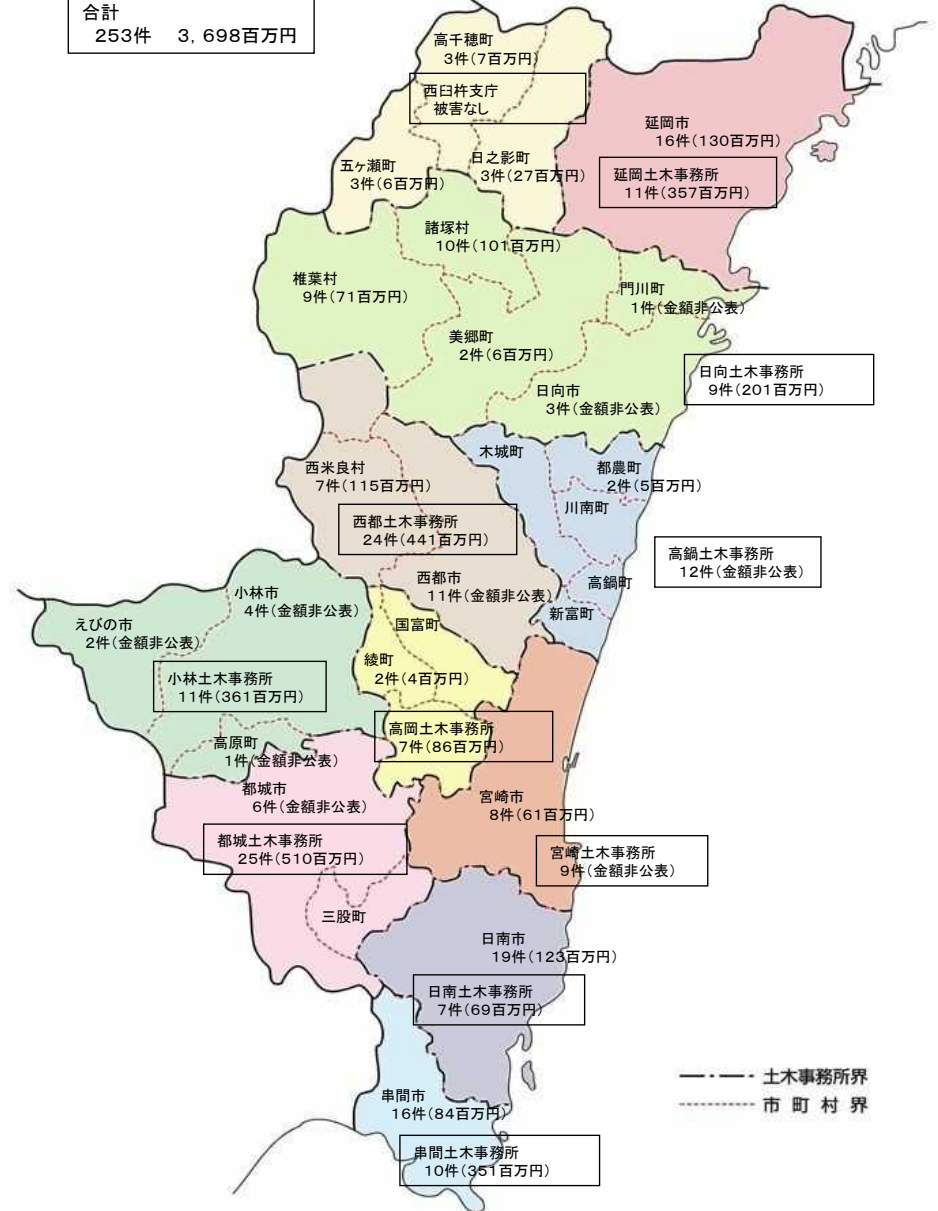 合計
253件 3,698百万円
高千穂町
3件(7百万円)
西臼杵支庁
被害なし
延岡市
16件(130百万円)
延岡土木事務所
11件(357百万円)
五ヶ瀬町
3件(6百万円)
日之影町
3件(27百万円)
諸塚村
10件(101百万円)
椎葉村
9件(71百万円)
門川町
1件(金額非公表)
美郷町
2件(6百万円)
日向土木事務所
9件(201百万円)
日向市
3件(金額非公表)
木城町
西米良村
7件(115百万円)
都農町
2件(5百万円)
川南町
西都土木事務所
24件(441百万円)
高鍋土木事務所
12件(金額非公表)
西都市
11件(金額非公表)
高鍋町
新富町
小林市
4件(金額非公表)
えびの市
2件(金額非公表)
国富町
綾町
2件(4百万円)
小林土木事務所
11件(361百万円)
高岡土木事務所
7件(86百万円)
高原町
1件(金額非公表)
都城市
6件(金額非公表)
宮崎市
8件(61百万円)
都城土木事務所
25件(510百万円)
宮崎土木事務所
9件(金額非公表)
三股町
日南市
19件(123百万円)
日南土木事務所
7件(69百万円)
土木事務所界
市町村界
串間市
16件(84百万円)
串間土木事務所
10件(351百万円)